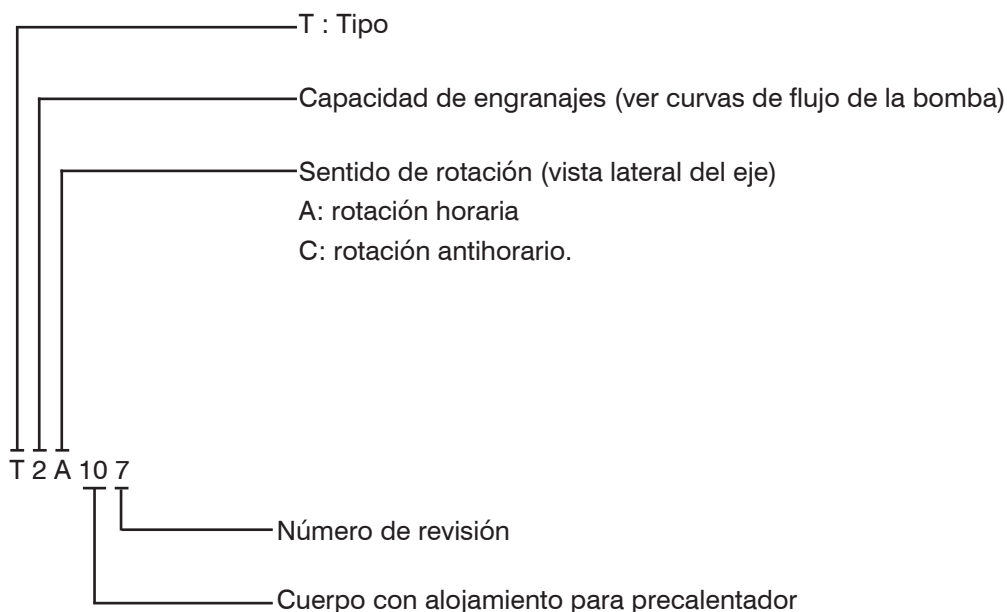 T : Tipo
Capacidad de engranajes (ver curvas de flujo de la bomba)
Sentido de rotación (vista lateral del eje)
A: rotación horaria
C: rotación antihorario.
T 2 A 10 7
Número de revisión
Cuerpo con alojamiento para precalentador